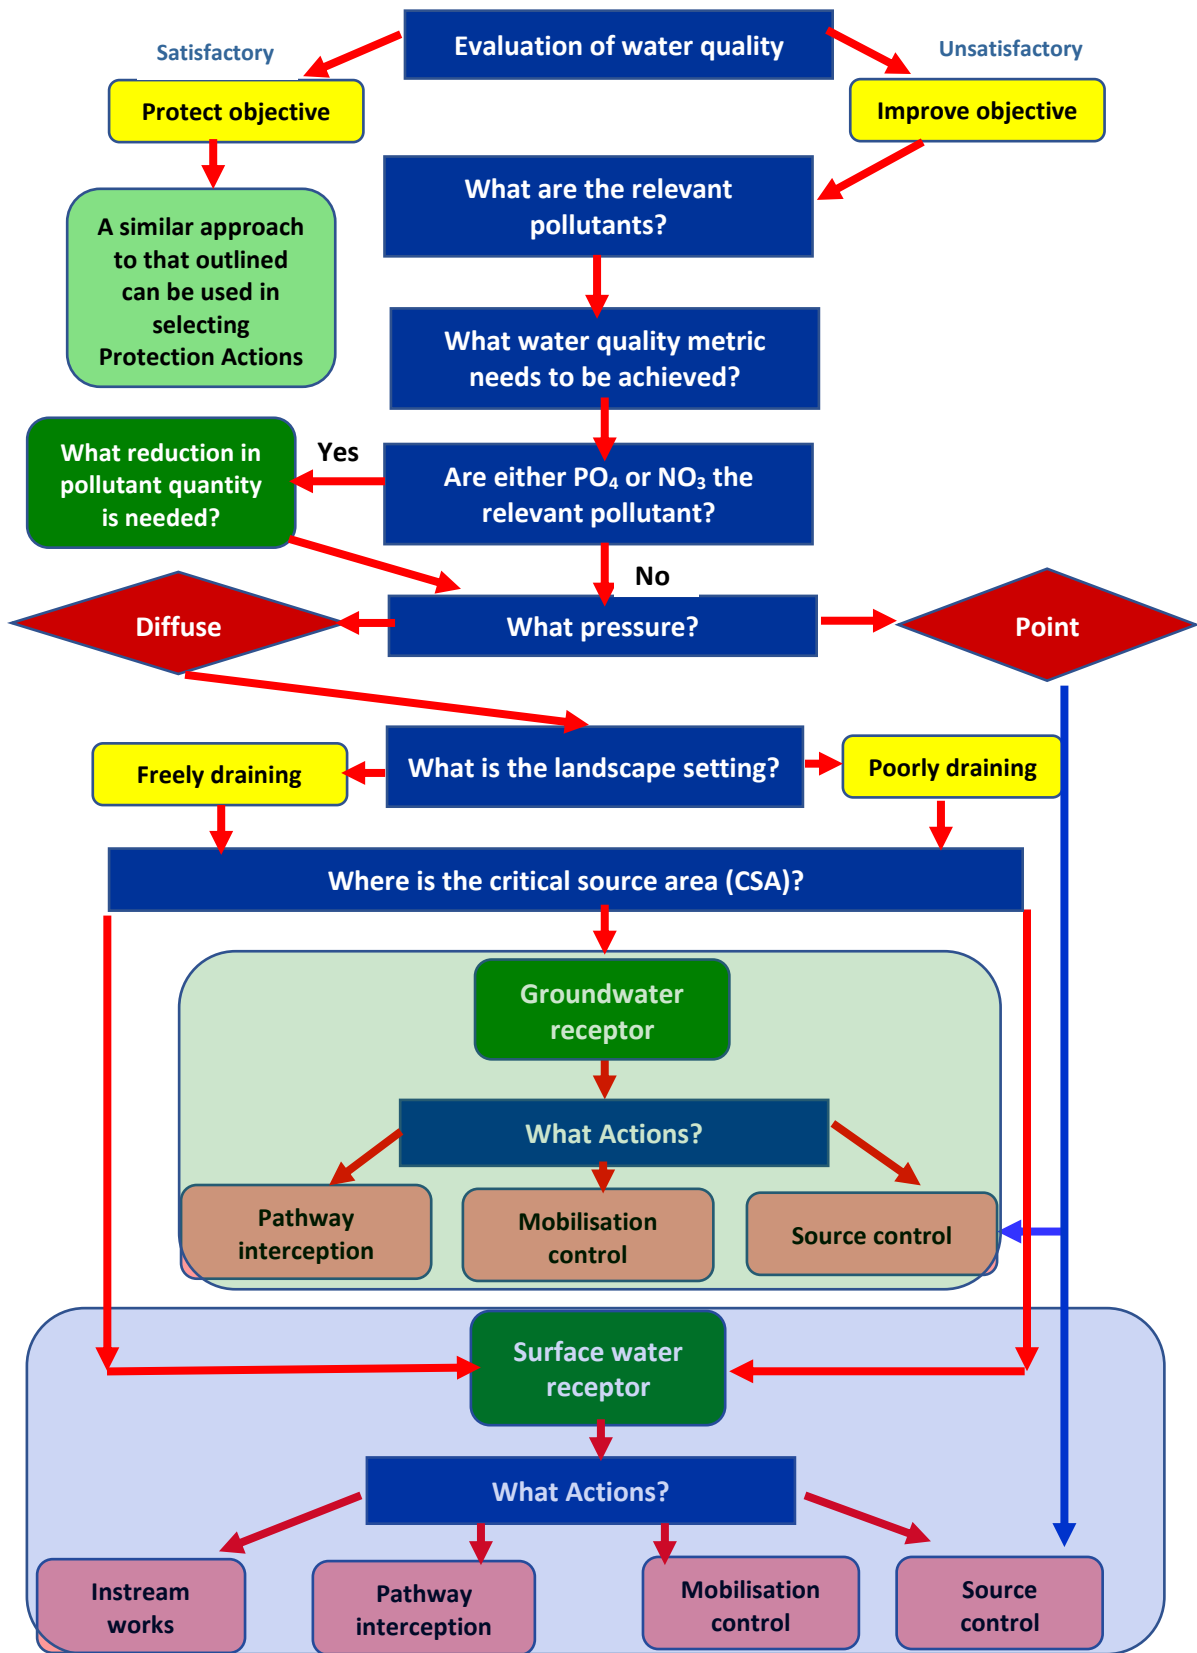 Evaluation of water quality
Satisfactory
Unsatisfactory
Protect objective
Improve objective
What are the relevant
pollutants?
A similar approach
to that outlined
can be used in
selecting
Protection Actions
What water quality metric
needs to be achieved?
What reduction in
pollutant quantity
is needed?
Yes
Are either PO₄ or NO₃ the
relevant pollutant?
No
Diffuse
What pressure?
Point
Freely draining
What is the landscape setting?
Poorly draining
Where is the critical source area (CSA)?
Groundwater
receptor
What Actions?
Pathway
interception
Mobilisation
control
Source control
Surface water
receptor
What Actions?
Instream
works
Pathway
interception
Mobilisation
control
Source
control